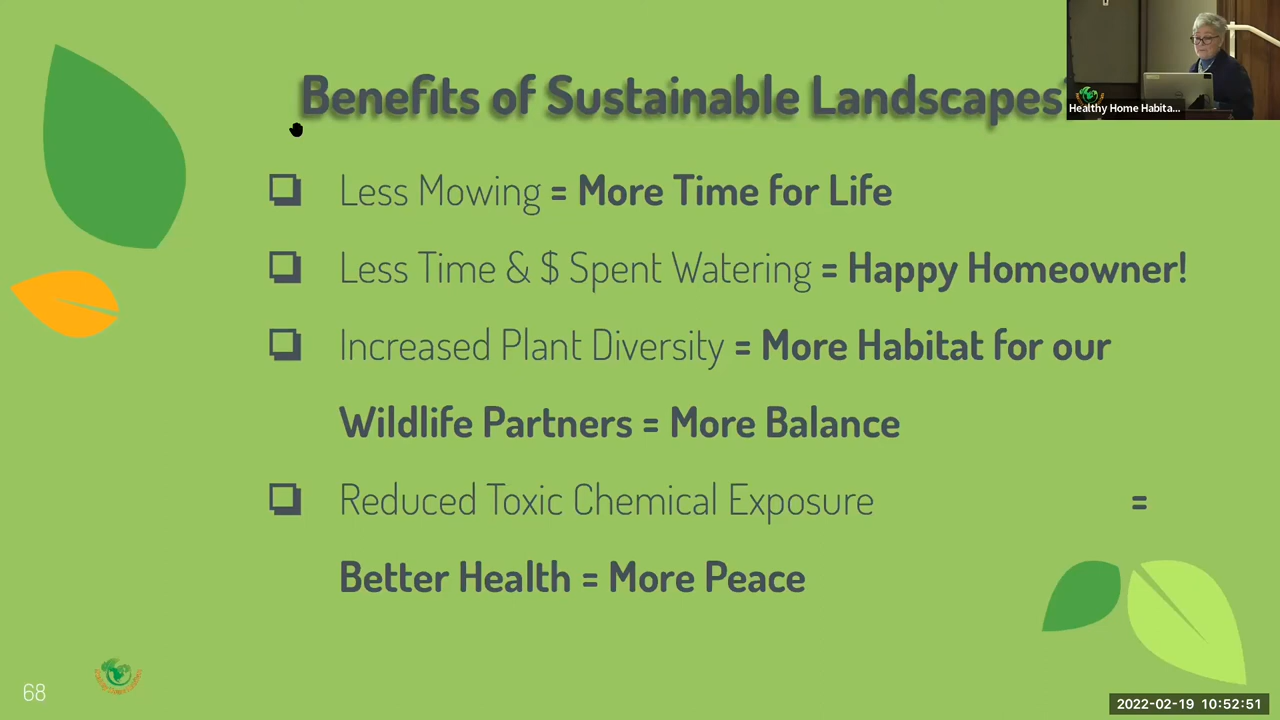 Benefits of Sustainable Landscapes
Healthy Home Habita...
Less Mowing = More Time for Life
Less Time & $ Spent Watering = Happy Homeowner!
Increased Plant Diversity = More Habitat for our
Wildlife Partners = More Balance
Reduced Toxic Chemical Exposure =
Better Health = More Peace
68
2022-02-19 10:52:51